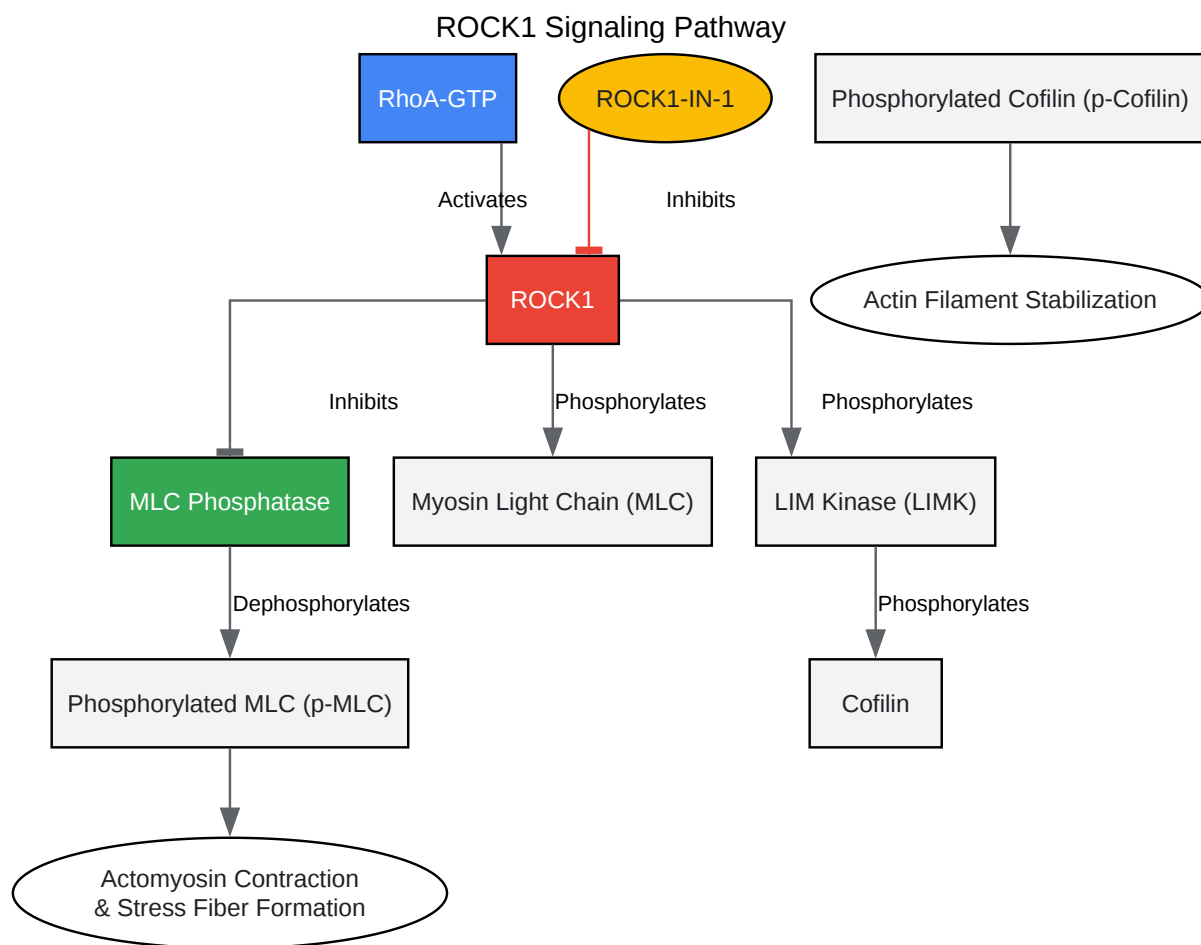 ROCK1 Signaling Pathway
RhoA-GTP
ROCK1-IN-1
Phosphorylated Cofilin (p-Cofilin)
Activates
Inhibits
ROCK1
Actin Filament Stabilization
Inhibits
Phosphorylates
Phosphorylates
MLC Phosphatase
Myosin Light Chain (MLC)
LIM Kinase (LIMK)
Dephosphorylates
Phosphorylates
Phosphorylated MLC (p-MLC)
Cofilin
Actomyosin Contraction
& Stress Fiber Formation